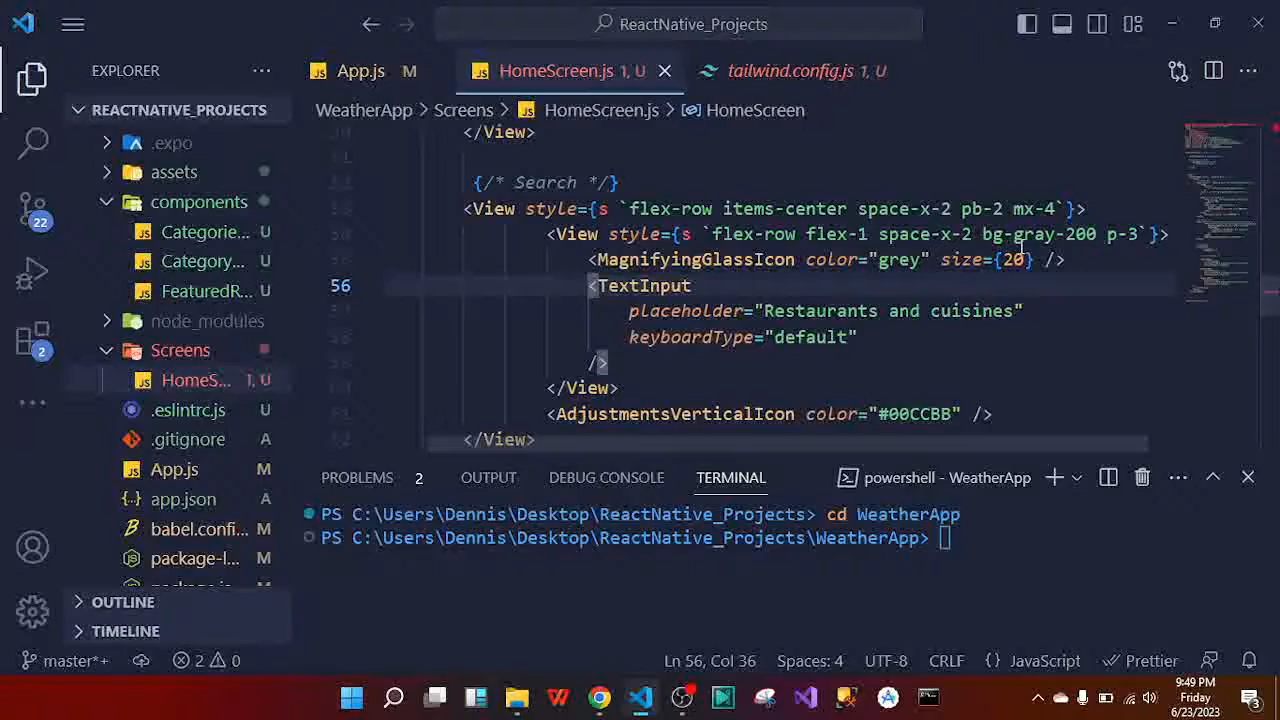 ReactNative_Projects
EXPLORER
App.js M
HomeScreen.js 1, U
tailwind.config.js 1, U
REACTNATIVE_PROJECTS
WeatherApp > Screens > HomeScreen.js > HomeScreen
.expo
assets
components
Categorie... U
Category... U
FeaturedR... U
node_modules
Screens
HomeS... 1, U
.eslintrc.js U
.gitignore A
App.js M
app.json A
babel.confi... M
package-l... M
</View>
{/* Search */}
<View style={s `flex-row items-center space-x-2 pb-2 mx-4`}>
<View style={s `flex-row flex-1 space-x-2 bg-gray-200 p-3`}>
<MagnifyingGlassIcon color="grey" size={20} />
56 <TextInput
placeholder="Restaurants and cuisines"
keyboardType="default"
/>
</View>
<AdjustmentsVerticalIcon color="#00CCBB" />
</View>
PROBLEMS 2 OUTPUT DEBUG CONSOLE TERMINAL powershell - WeatherApp
PS C:\Users\Dennis\Desktop\ReactNative_Projects> cd WeatherApp
PS C:\Users\Dennis\Desktop\ReactNative_Projects\WeatherApp>
22
2
OUTLINE
TIMELINE
master*+ 2 0 Ln 56, Col 36 Spaces: 4 UTF-8 CRLF {} JavaScript Prettier
9:49 PM
Friday
6/23/2023
3